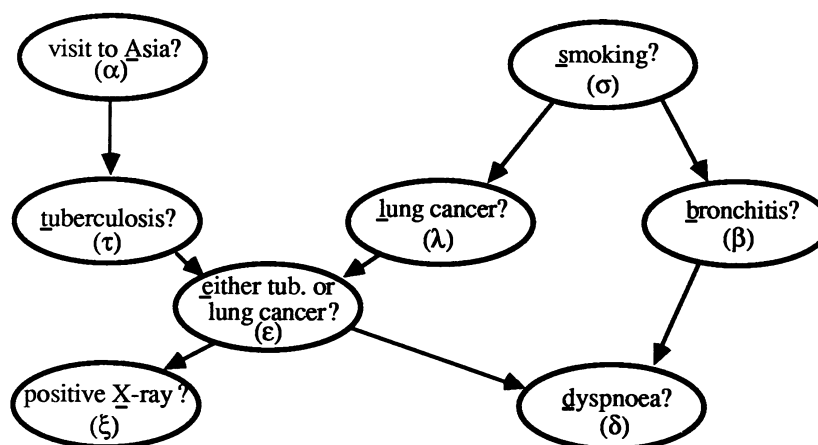 visit to Asia?
(α)
smoking?
(σ)
tuberculosis?
(τ)
lung cancer?
(λ)
bronchitis?
(β)
either tub. or
lung cancer?
(ε)
positive X-ray?
(ξ)
dyspnoea?
(δ)